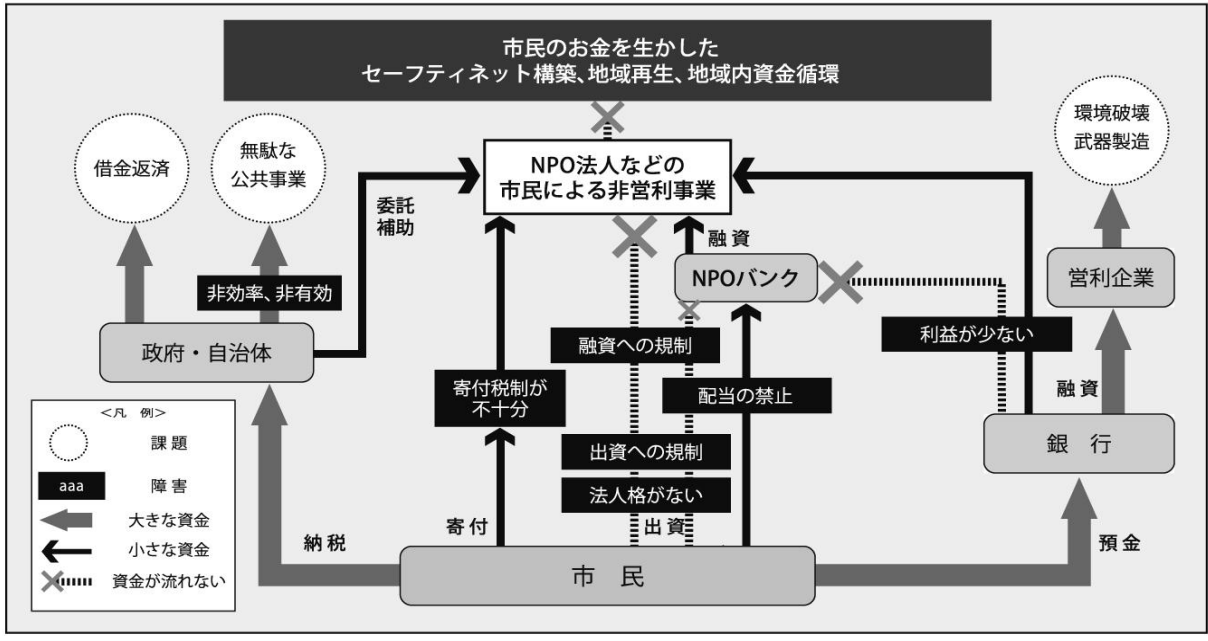 市民のお金を生かした
セーフティネット構築、地域再生、地域内資金循環
借金返済
無駄な
公共事業
NPO法人などの
市民による非営利事業
環境破壊
武器製造
委託
補助
融資
NPOバンク
営利企業
非効率、非有効
政府・自治体
融資への規制
利益が少ない
寄付税制が
不十分
配当の禁止
融資
銀 行
出資への規制
法人格がない
<凡 例>
課題
aaa
障害
大きな資金
小さな資金
資金が流れない
納税
寄付
出資
預金
市 民